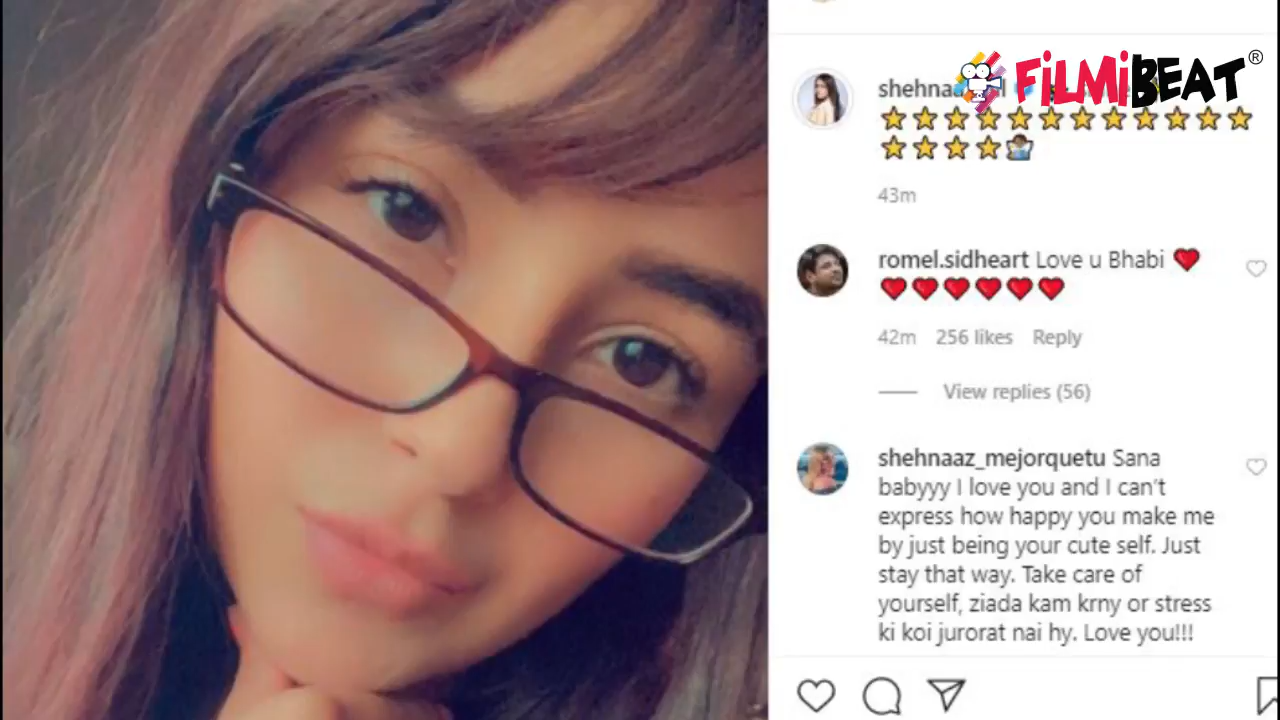 FiLMiBEAT®
shehnaa
43m
romel.sidheart Love u Bhabi
42m 256 likes Reply
View replies (56)
shehnaaz_mejorquetu Sana
babyyy I love you and I can't
express how happy you make me
by just being your cute self. Just
stay that way. Take care of
yourself, ziada kam krny or stress
ki koi jurorat nai hy. Love you!!!